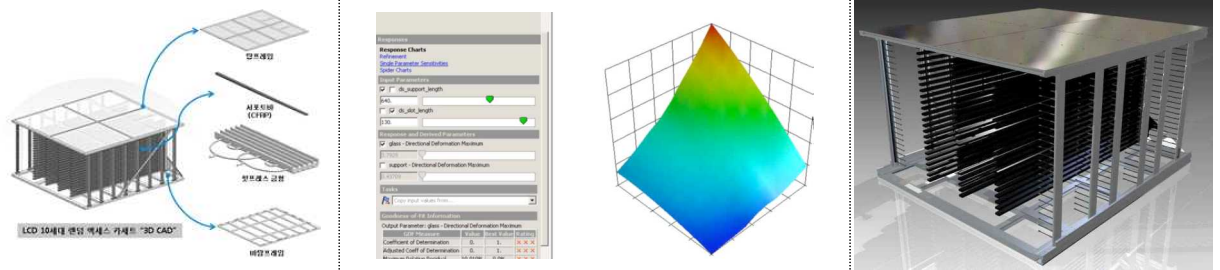 탑프레임
서포트바
(CFRP)
핫프레스 금형
바텀프레임
LCD 10세대 랜덤 액세스 카세트 "3D CAD"
Responses
Response Charts
Refinement
Single Parameter Sensitivities
Spider Charts
Input Parameters
ds_support_length
640.
ds_slot_length
130.
Response and Derived Parameters
glass - Directional Deformation Maximum
support - Directional Deformation Maximum
Tasks
Copy input values from...
Goodness of Fit Information
Output Parameter: glass - Directional Deformation Maximum
GOF Measure Value Best Value Rating
Coefficient of Determination 0. 1. X X X
Adjusted Coeff of Determination 0. 1. X X X